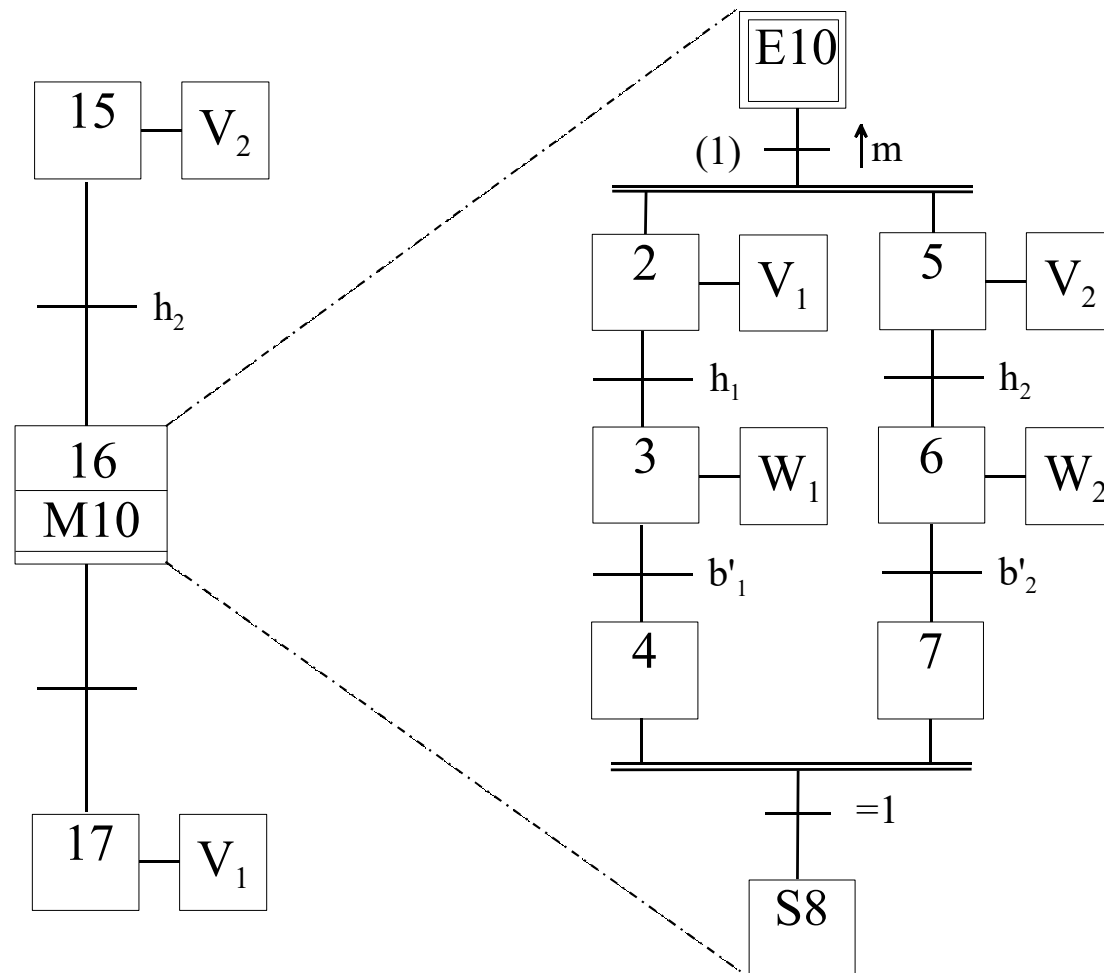 15 V₂
h₂
16
M10
17 V₁
E10
(1) ↑m
2 V₁ 5 V₂
h₁ h₂
3 W₁ 6 W₂
b'₁ b'₂
4 7
=1
S8